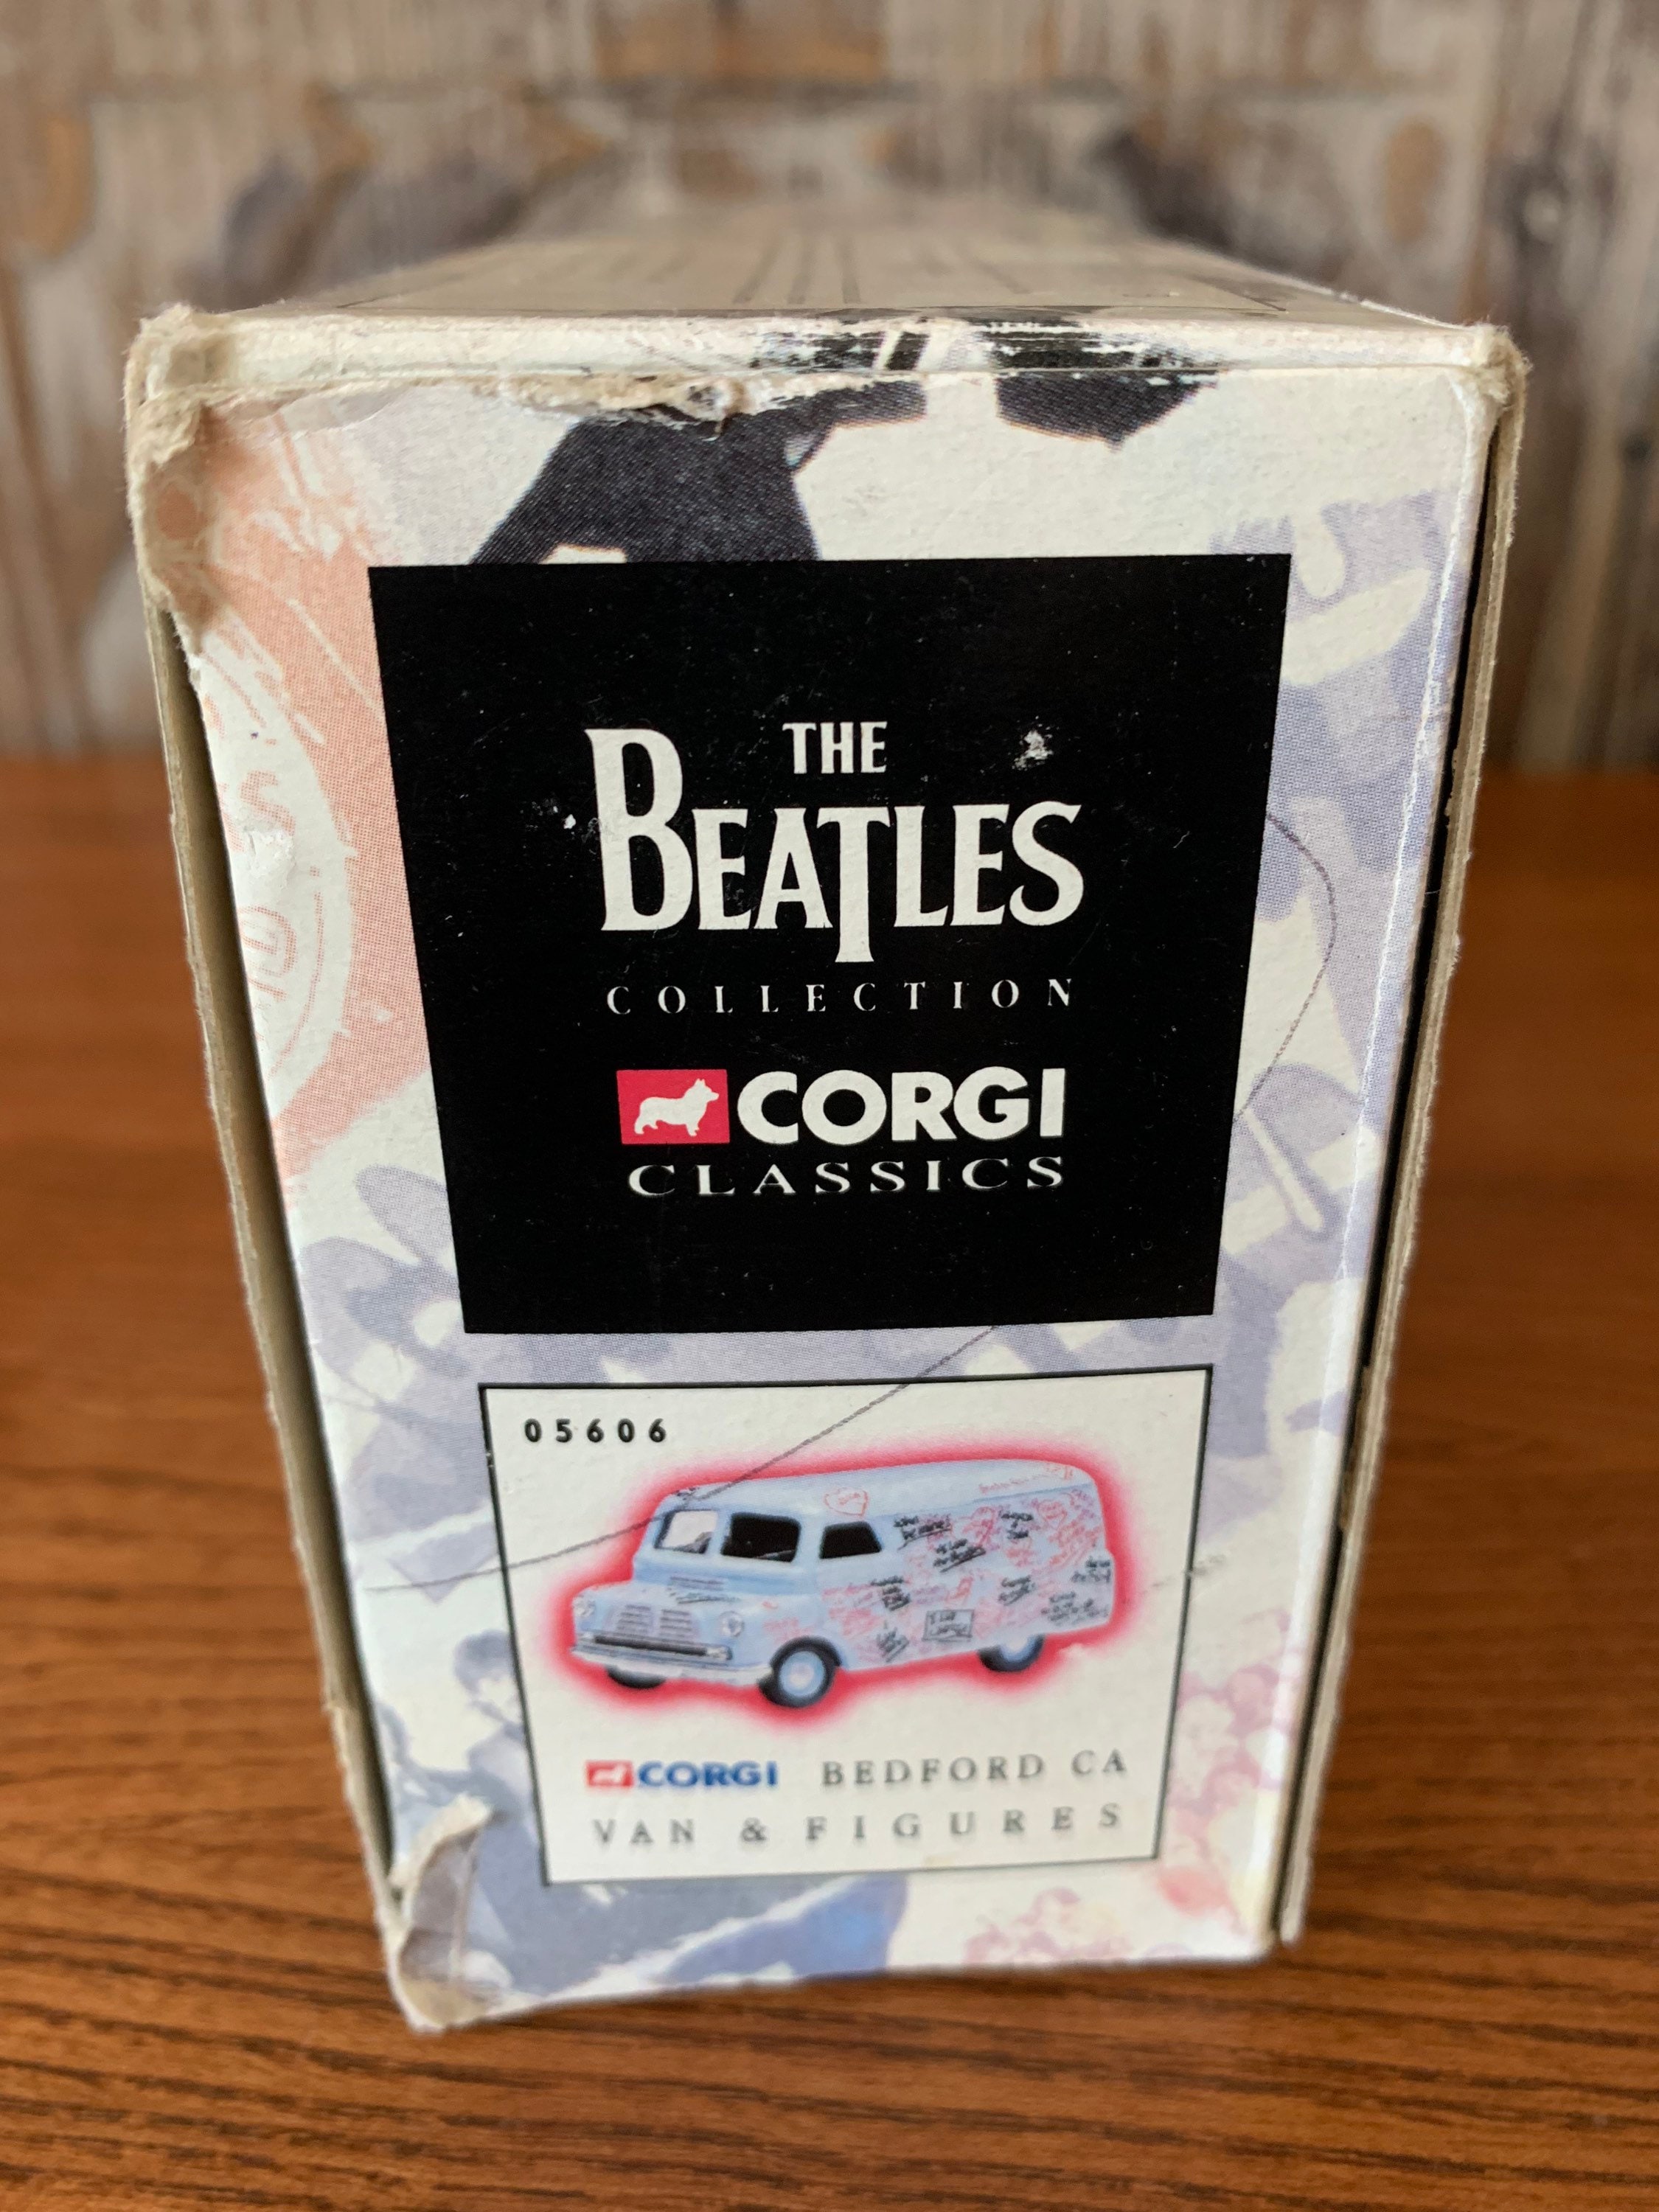 THE
BEATLES
COLLECTION
CORGI
CLASSICS
05606
CORGI BEDFORD CA
VAN & FIGURES